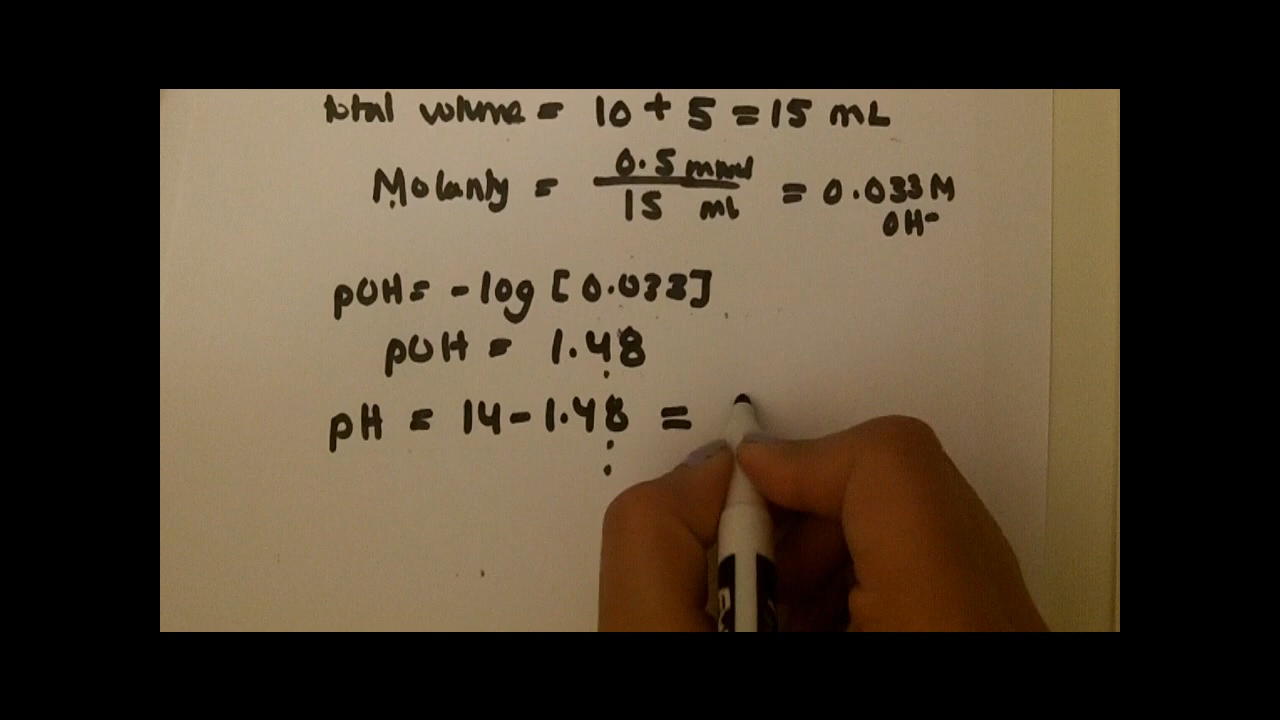 total volume = 10 + 5 = 15 mL
Molarity = 0.5 mmol / 15 mL = 0.033 M OH-
pOH = - log [0.033]
pOH = 1.48
pH = 14 - 1.48 =